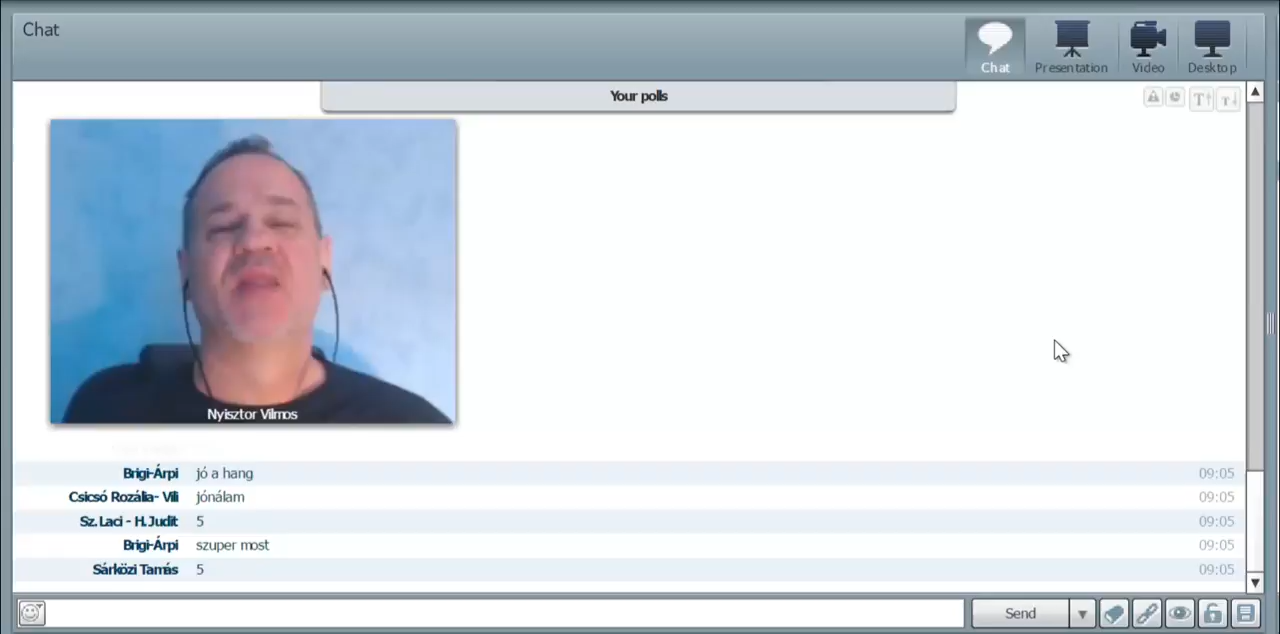 Chat
Chat
Presentation
Video
Desktop
Your polls
Nyisztor Vilmos
Brigi-Árpi jó a hang 09:05
Csicsó Rozália- Vili jónálam 09:05
Sz. Laci - H. Judit 5 09:05
Brigi-Árpi szuper most 09:05
Sárközi Tamás 5 09:05
Send